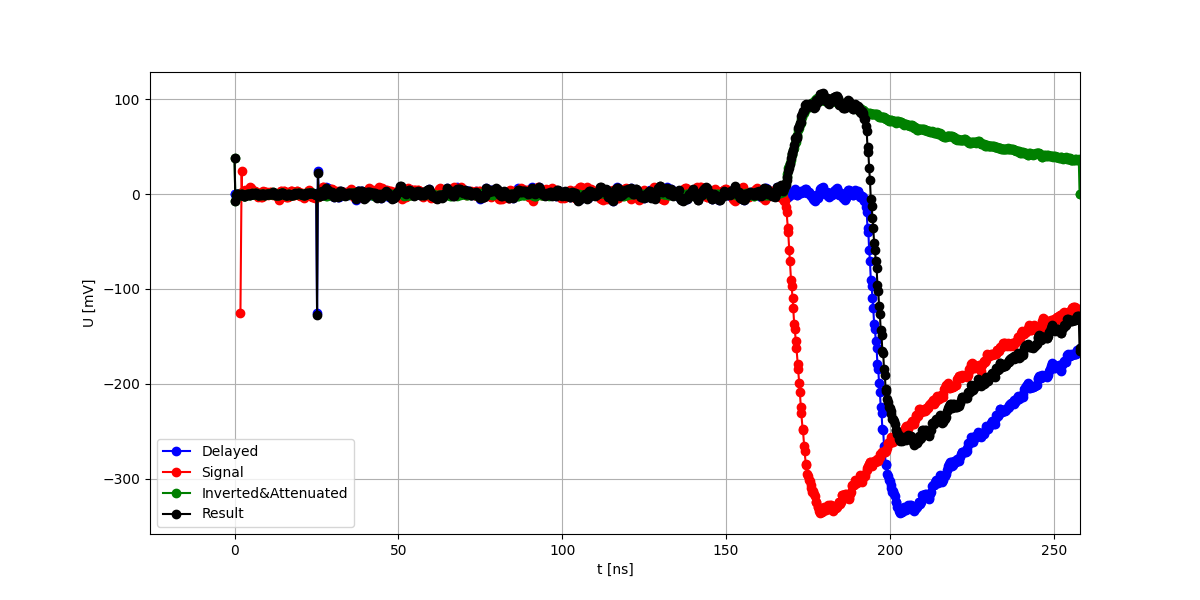 100
0
−100
−200
−300
U [mV]
Delayed
Signal
Inverted&Attenuated
Result
0 50 100 150 200 250
t [ns]